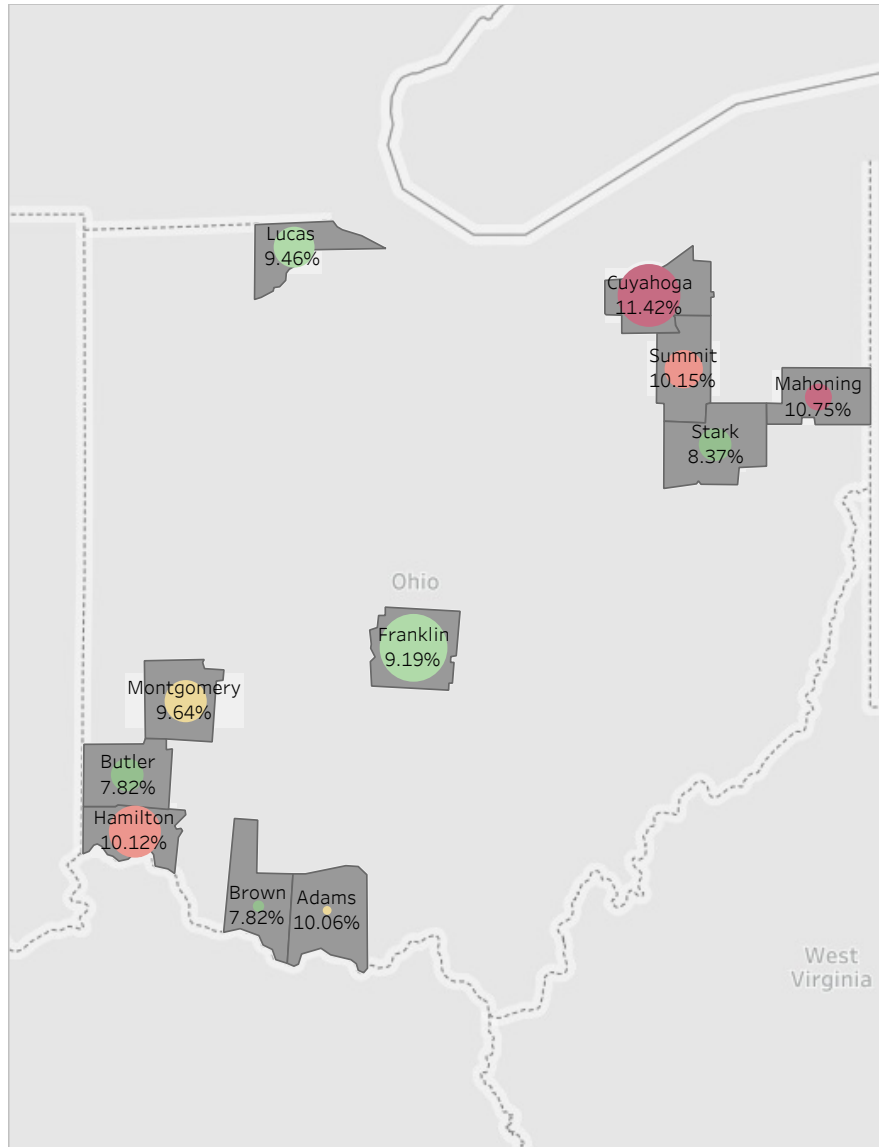 Lucas
9.46%
Cuyahoga
11.42%
Summit
10.15%
Mahoning
10.75%
Stark
8.37%
Ohio
Franklin
9.19%
Montgomery
9.64%
Butler
7.82%
Hamilton
10.12%
Brown
7.82%
Adams
10.06%
West
Virginia